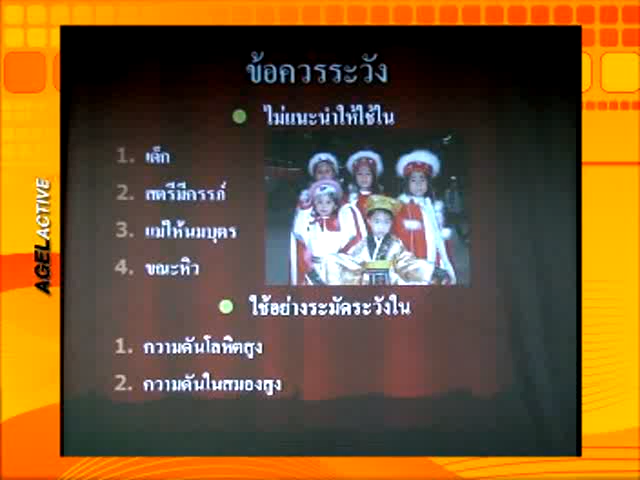 ข้อควรระวัง
ไม่แนะนำให้ใช้ใน
1. เด็ก
2. สตรีมีครรภ์
3. แม่ให้นมบุตร
4. ขณะหิว
ใช้อย่างระมัดระวังใน
1. ความดันโลหิตสูง
2. ความดันในสมองสูง
AGELACTIVE